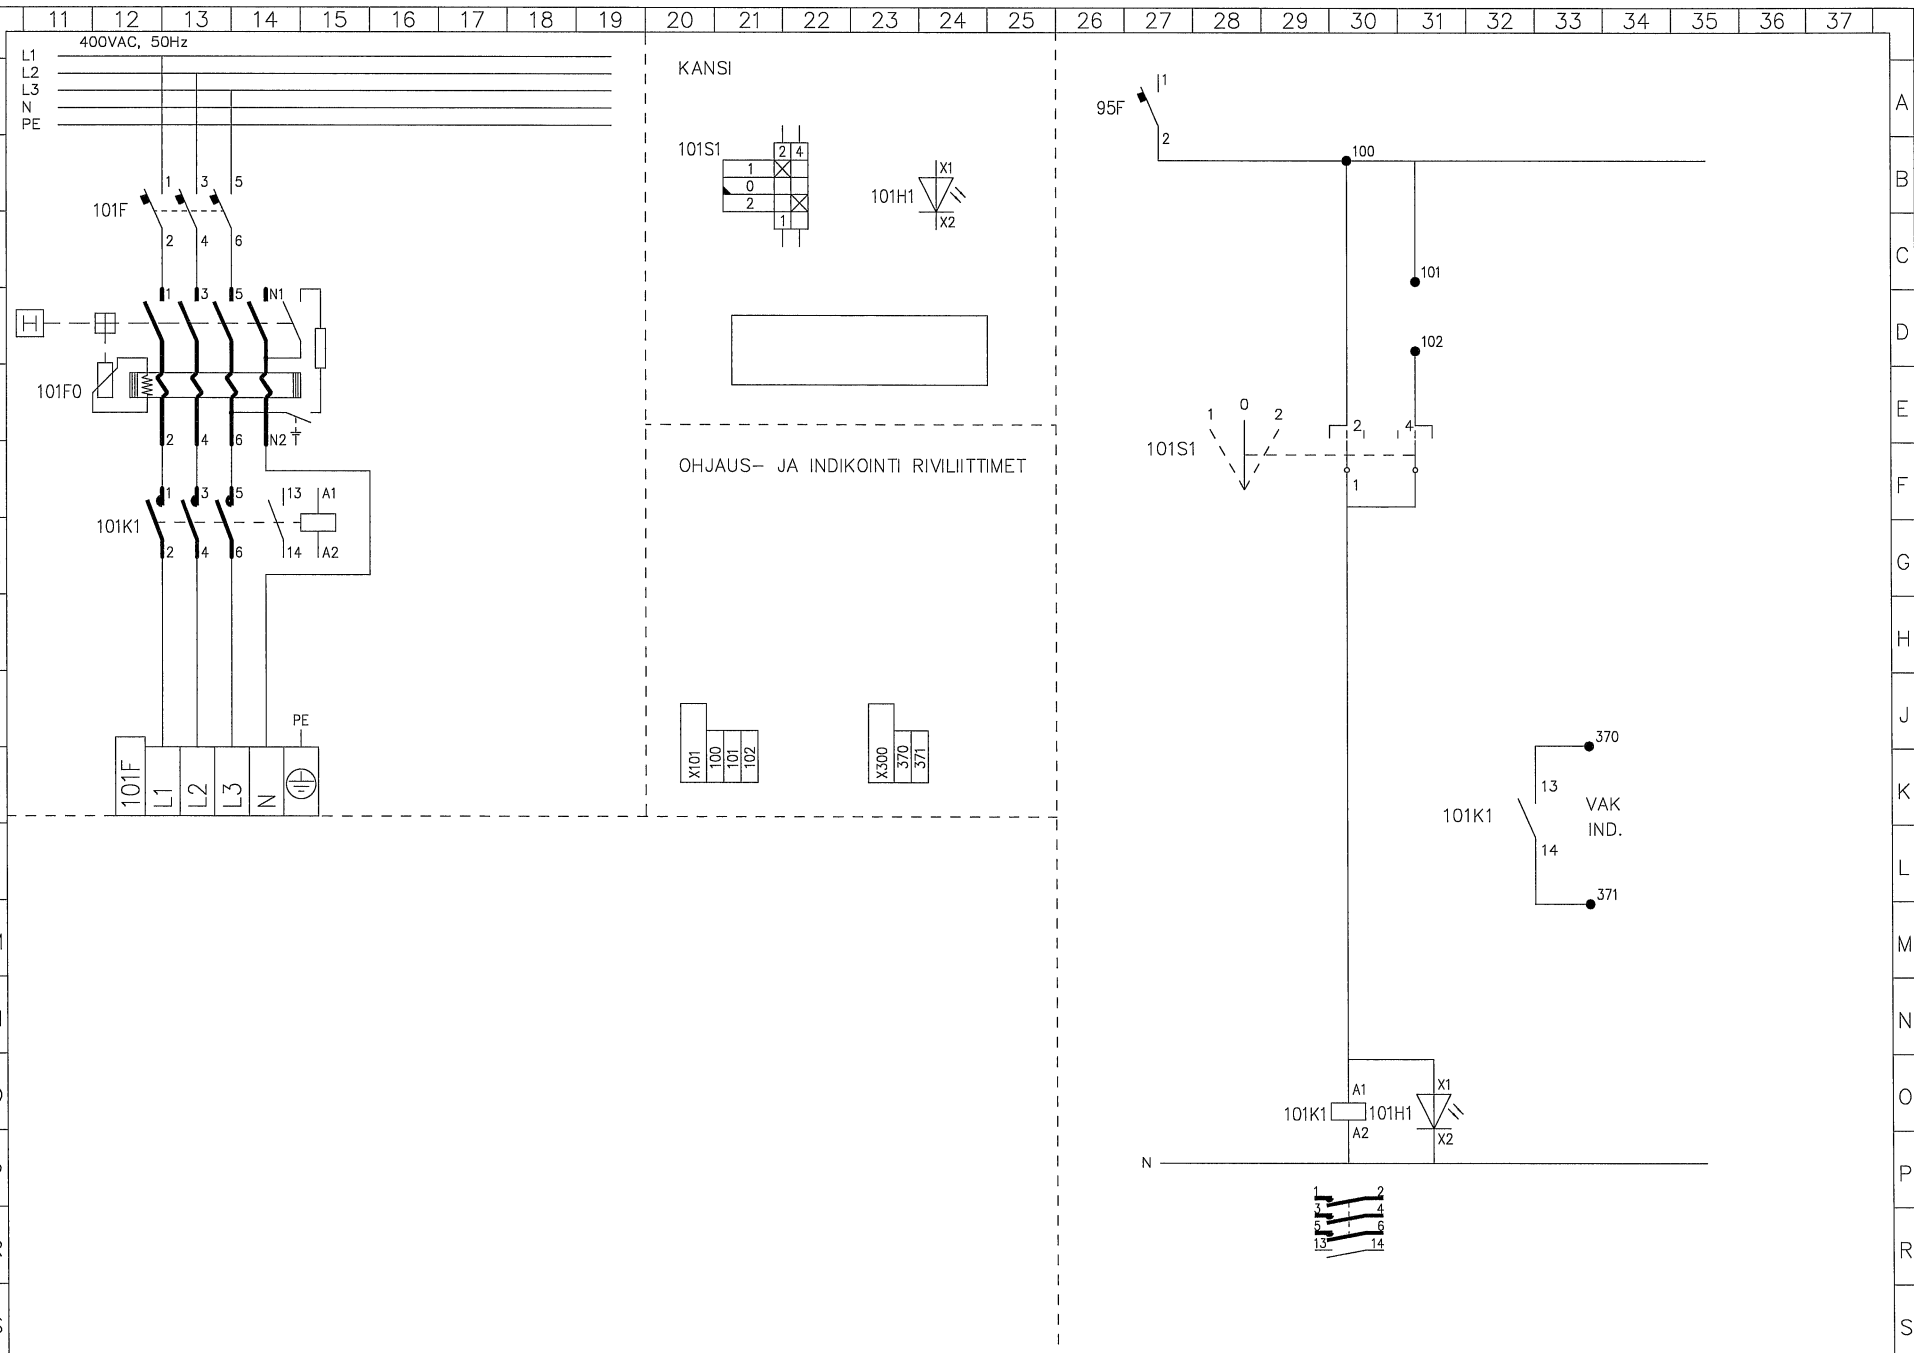 11 12 13 14 15 16 17 18 19 20 21 22 23 24 25 26 27 28 29 30 31 32 33 34 35 36 37
400VAC, 50Hz
L1
L2
L3
N
PE
101F
1 3 5
2 4 6
1 3 5 N1
H
101F0
2 4 6 N2
101K1
1 3 5 13 A1
2 4 6 14 A2
PE
101F L1 L2 L3 N
KANSI
101S1
2 4
1
0
2
1
101H1
X1
X2
OHJAUS- JA INDIKOINTI RIVILIITTIMET
X101 100 101 102
X300 370 371
95F
1
2
100
101
102
1 0 2
101S1
2 4
1
370
13
101K1
VAK
IND.
14
371
A1 X1
101K1 101H1
A2 X2
N
1 2
3 4
5 6
13 14
A
B
C
D
E
F
G
H
J
K
L
M
N
O
P
R
S